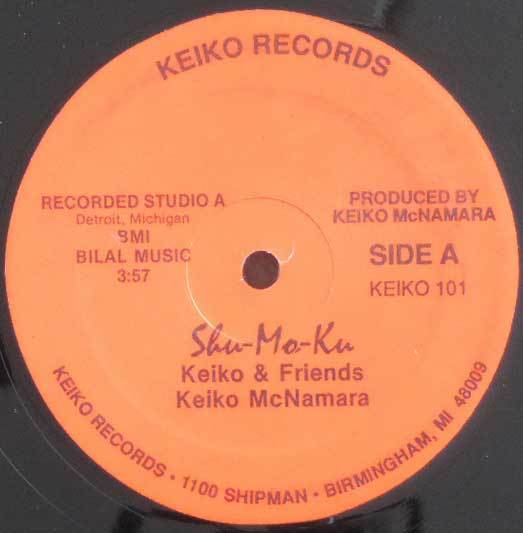 KEIKO RECORDS
RECORDED STUDIO A
Detroit, Michigan
BMI
BILAL MUSIC
3:57
PRODUCED BY
KEIKO McNAMARA
SIDE A
KEIKO 101
Shu-Mo-Ku
Keiko & Friends
Keiko McNamara
KEIKO RECORDS • 1100 SHIPMAN • BIRMINGHAM, MI 48009